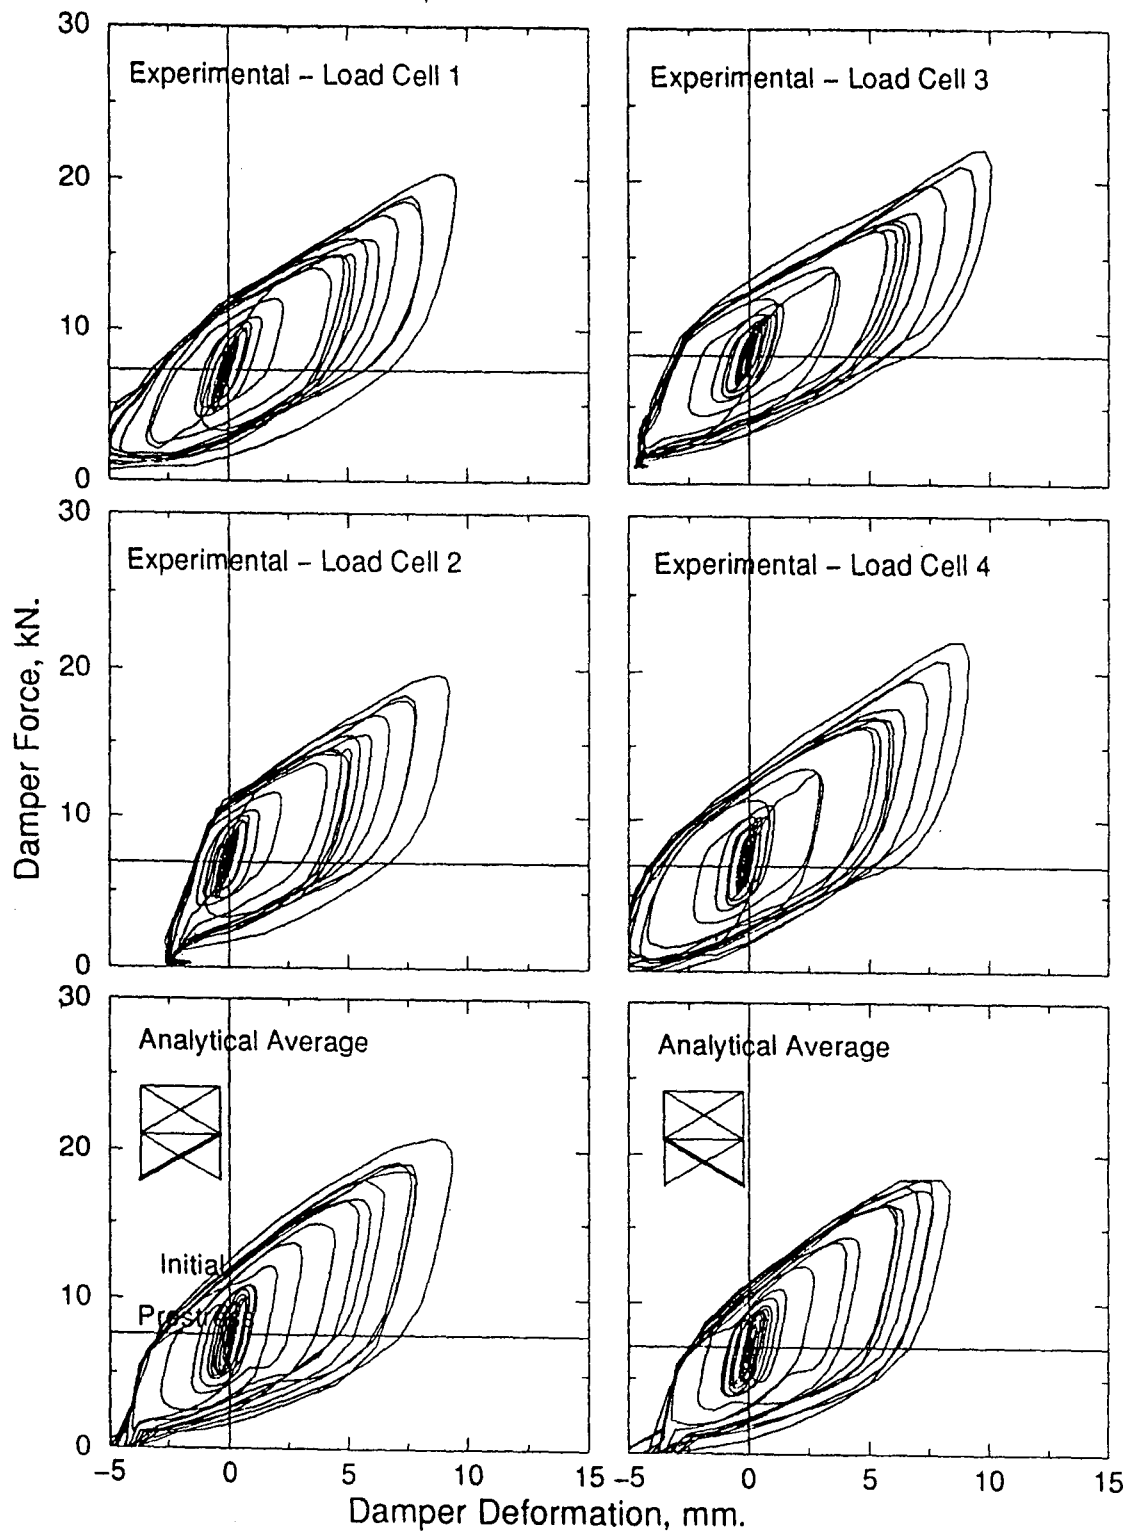 30
Experimental – Load Cell 1
Experimental – Load Cell 3
20
10
0
30
Experimental – Load Cell 2
Experimental – Load Cell 4
Damper Force, kN.
20
10
0
30
Analytical Average
Analytical Average
20
Initial
10
Prestress
0
–5 0 5 10 15 –5 0 5 10 15
Damper Deformation, mm.